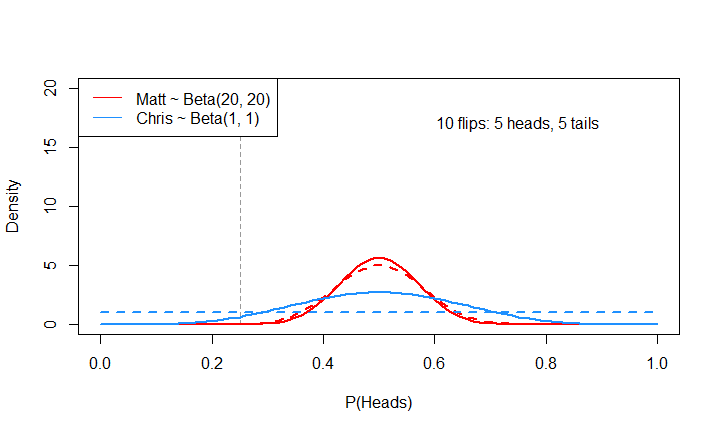 Matt ~ Beta(20, 20)
Chris ~ Beta(1, 1)
10 flips: 5 heads, 5 tails
Density
20
15
10
5
0
0.0 0.2 0.4 0.6 0.8 1.0
P(Heads)